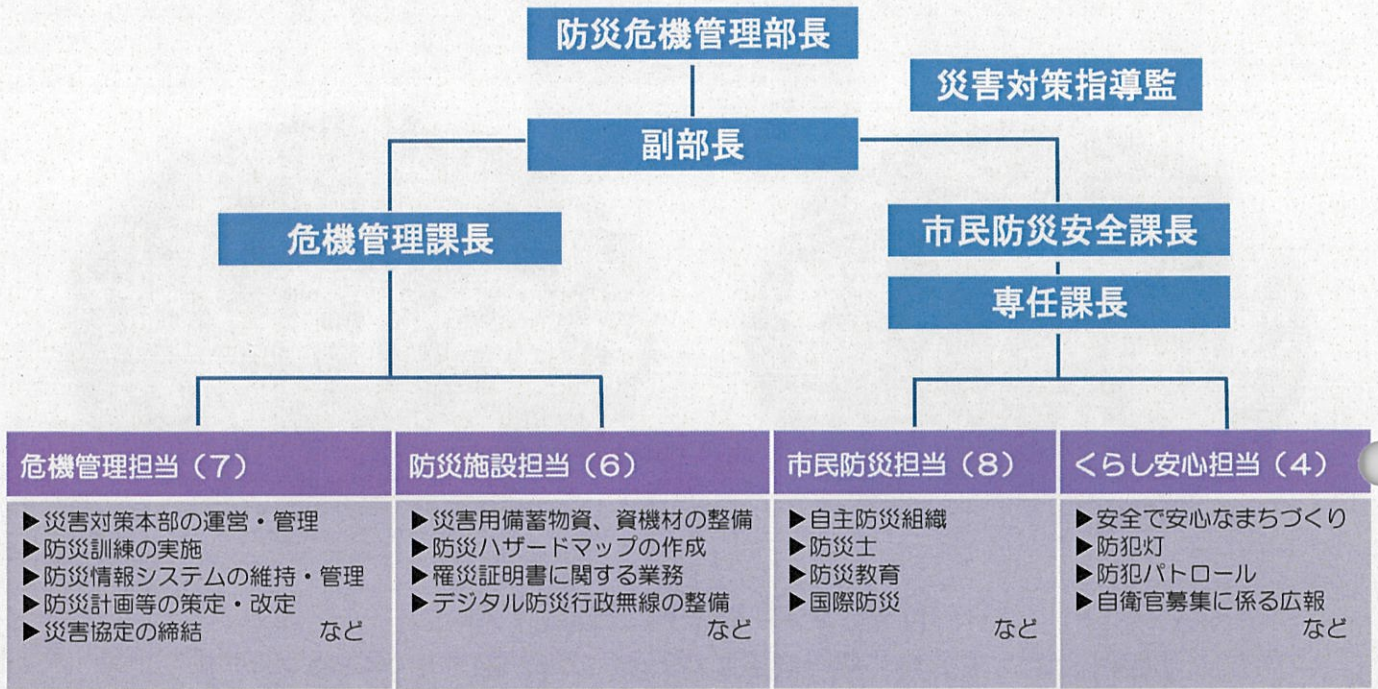 防災危機管理部長
災害対策指導監
副部長
危機管理課長
市民防災安全課長
専任課長
危機管理担当（7）
▶災害対策本部の運営・管理
▶防災訓練の実施
▶防災情報システムの維持・管理
▶防災計画等の策定・改定
▶災害協定の締結 など
防災施設担当（6）
▶災害用備蓄物資、資機材の整備
▶防災ハザードマップの作成
▶罹災証明書に関する業務
▶デジタル防災行政無線の整備
など
市民防災担当（8）
▶自主防災組織
▶防災士
▶防災教育
▶国際防災
など
くらし安心担当（4）
▶安全で安心なまちづくり
▶防犯灯
▶防犯パトロール
▶自衛官募集に係る広報
など